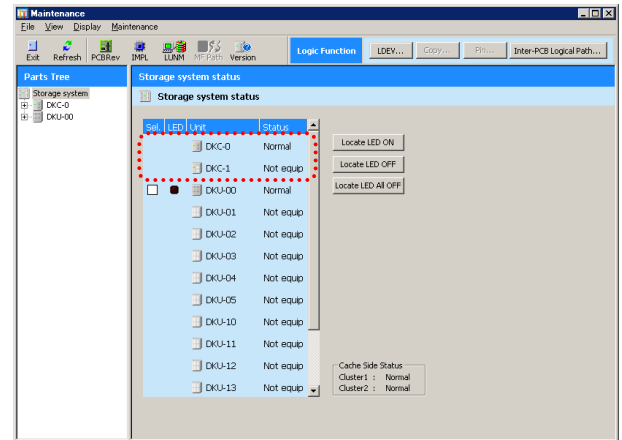 Maintenance
File View Display Maintenance
Exit Refresh PCBRev IMPL LUNM MF Path Version Logic Function LDEV... Copy... Pin... Inter-PCB Logical Path...
Parts Tree
Storage system
DKC-0
DKU-00
Storage system status
Storage system status
Sel. LED Unit Status
DKC-0 Normal
DKC-1 Not equip
DKU-00 Normal
DKU-01 Not equip
DKU-02 Not equip
DKU-03 Not equip
DKU-04 Not equip
DKU-05 Not equip
DKU-10 Not equip
DKU-11 Not equip
DKU-12 Not equip
DKU-13 Not equip
Locate LED ON
Locate LED OFF
Locate LED All OFF
Cache Side Status
Cluster1 : Normal
Cluster2 : Normal